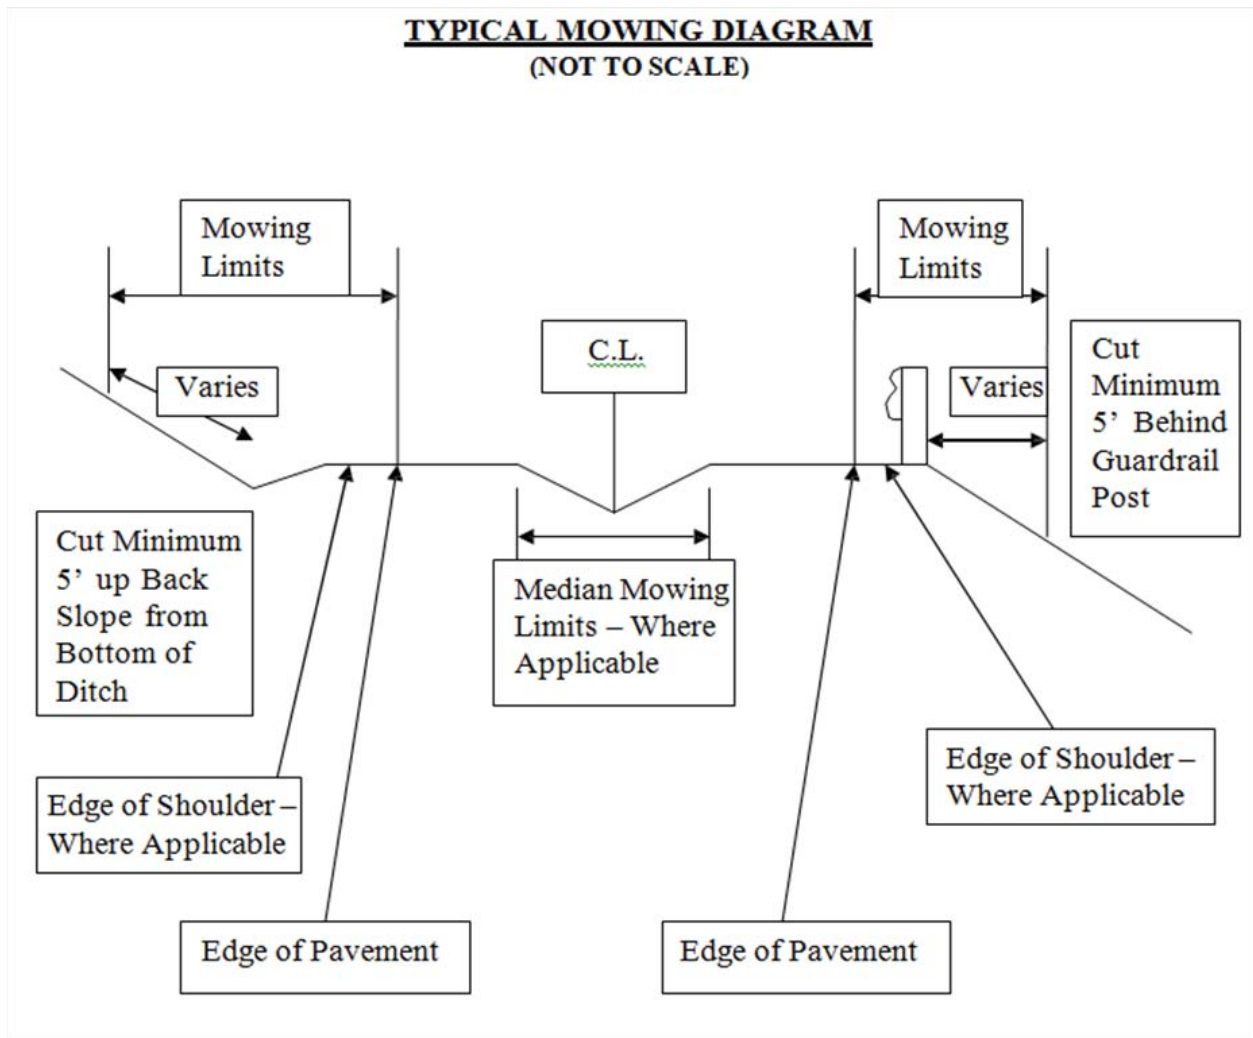 TYPICAL MOWING DIAGRAM
(NOT TO SCALE)
Mowing
Limits
Mowing
Limits
C.L.
Varies
Varies
Cut
Minimum
5’ Behind
Guardrail
Post
Cut Minimum
5’ up Back
Slope from
Bottom of
Ditch
Median Mowing
Limits – Where
Applicable
Edge of Shoulder –
Where Applicable
Edge of Shoulder –
Where Applicable
Edge of Pavement
Edge of Pavement